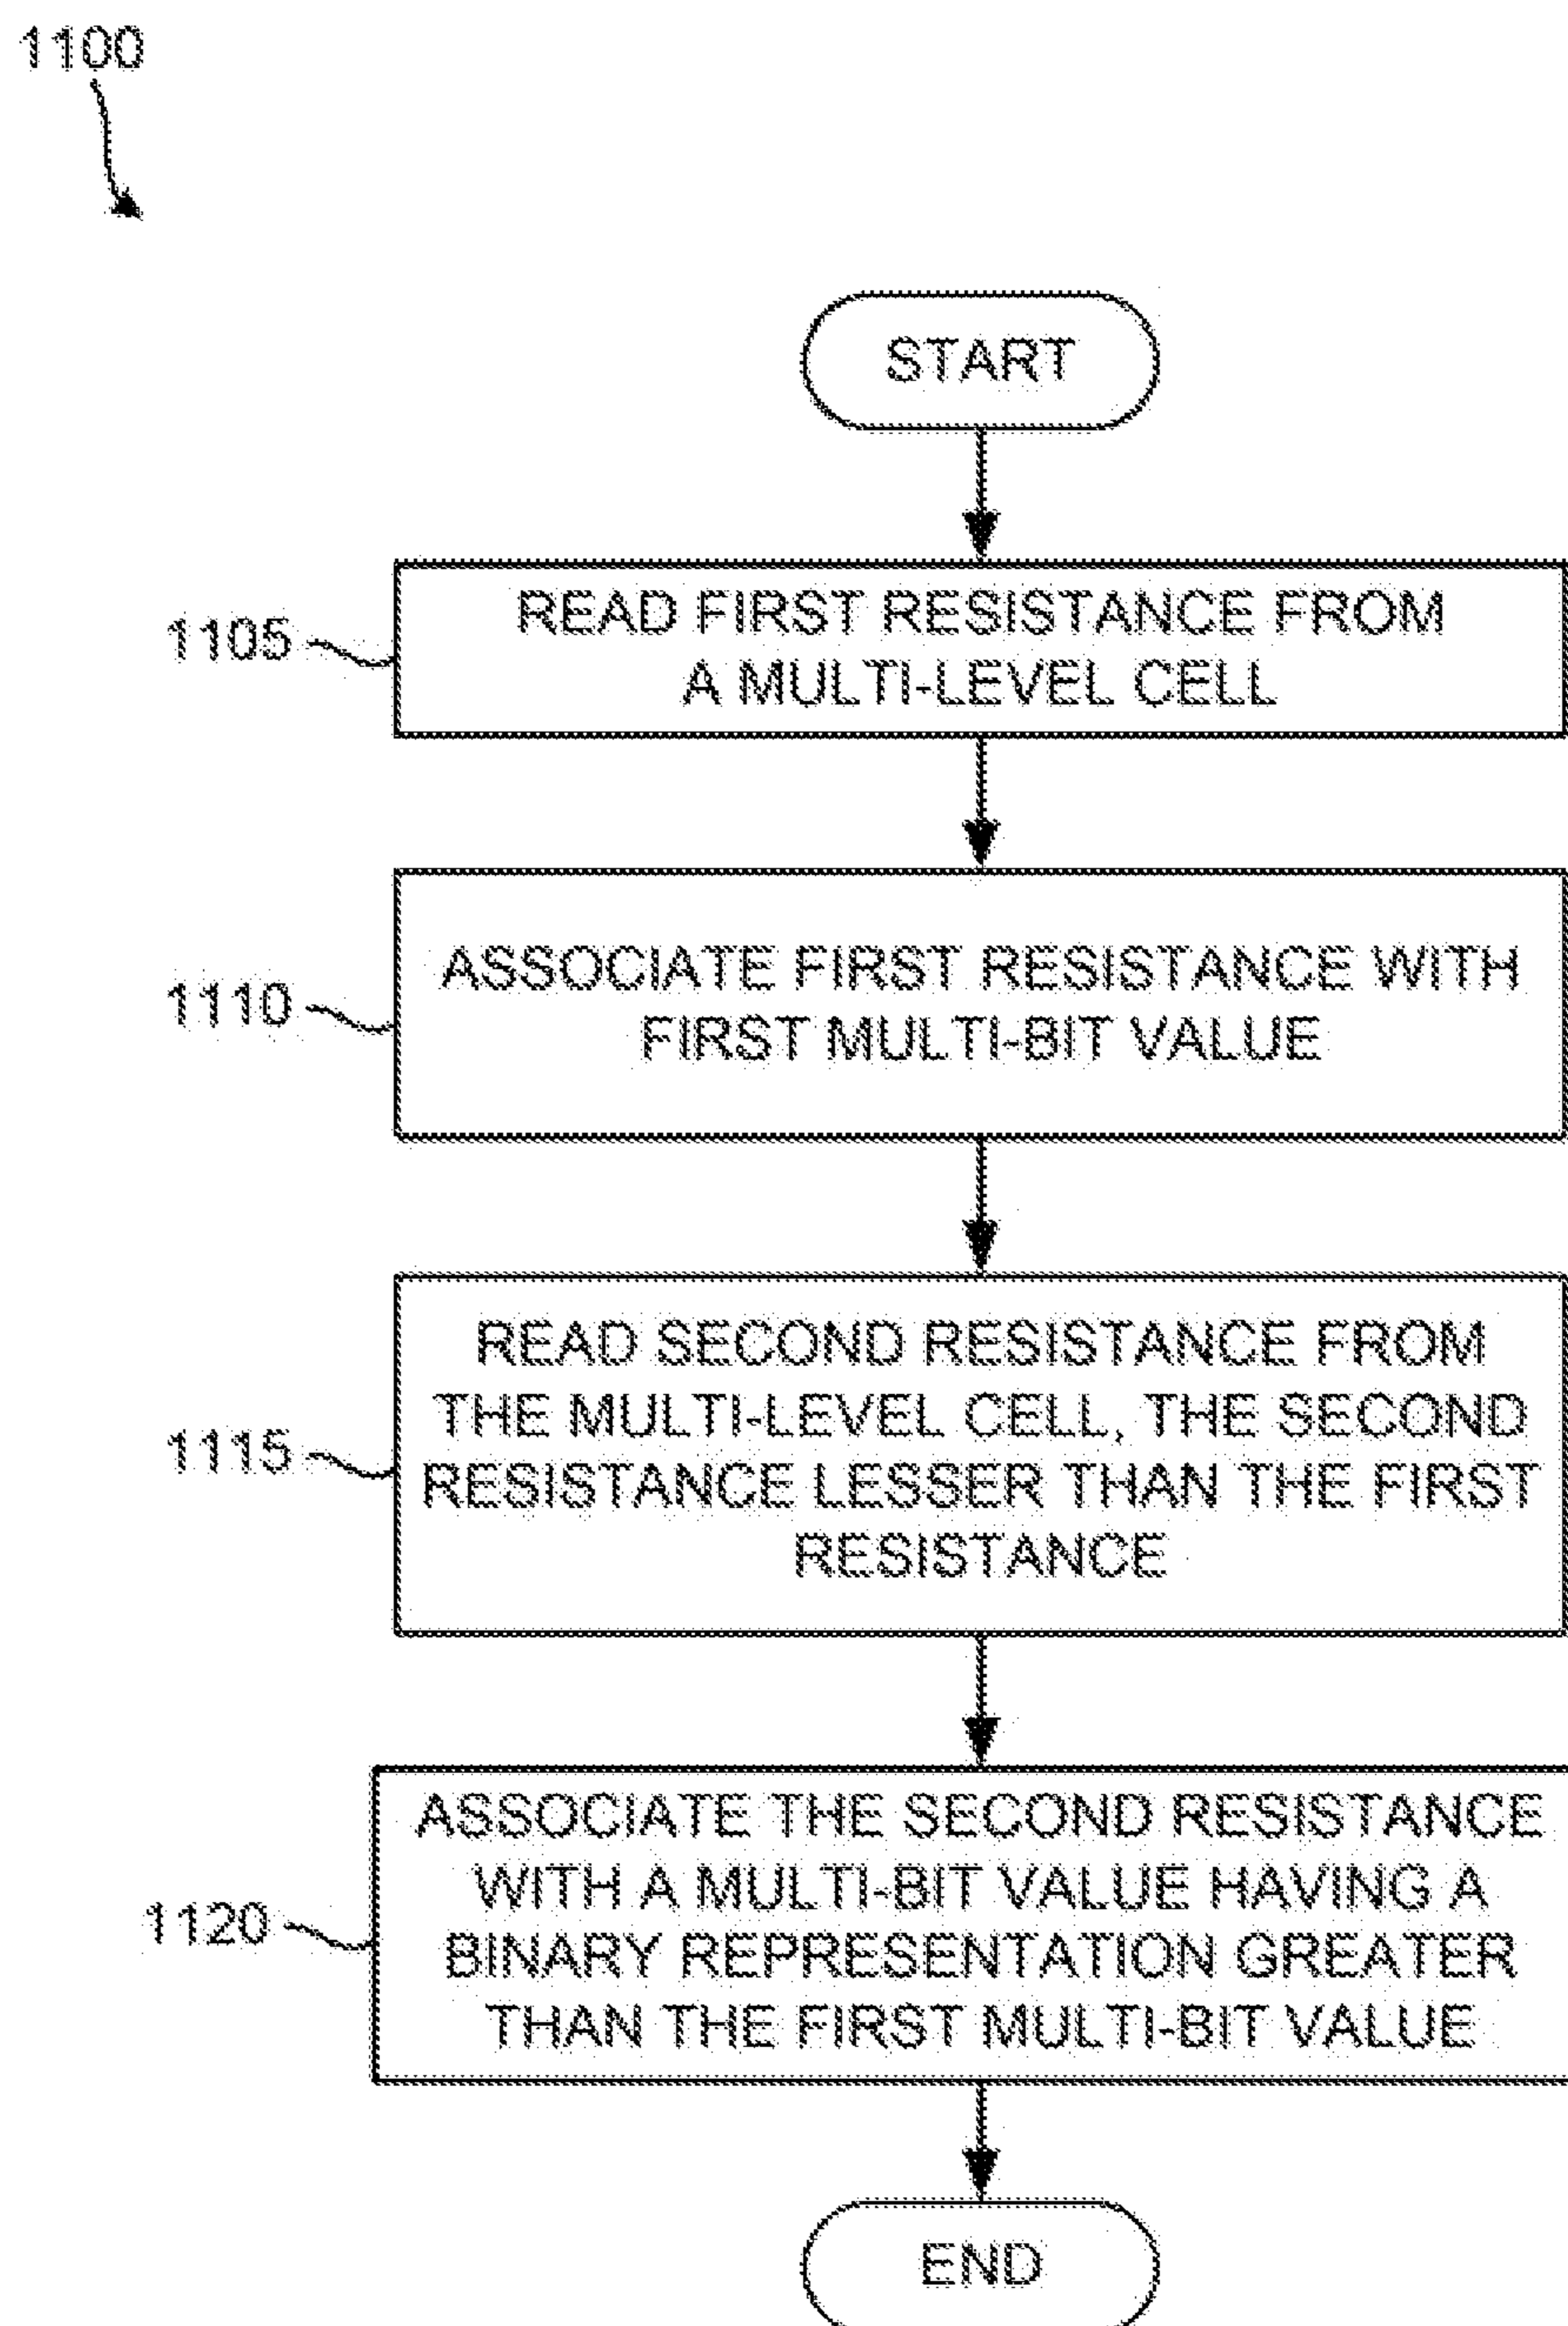 1100
START
1105
READ FIRST RESISTANCE FROM
A MULTI-LEVEL CELL
1110
ASSOCIATE FIRST RESISTANCE WITH
FIRST MULTI-BIT VALUE
1115
READ SECOND RESISTANCE FROM
THE MULTI-LEVEL CELL, THE SECOND
RESISTANCE LESSER THAN THE FIRST
RESISTANCE
1120
ASSOCIATE THE SECOND RESISTANCE
WITH A MULTI-BIT VALUE HAVING A
BINARY REPRESENTATION GREATER
THAN THE FIRST MULTI-BIT VALUE
END